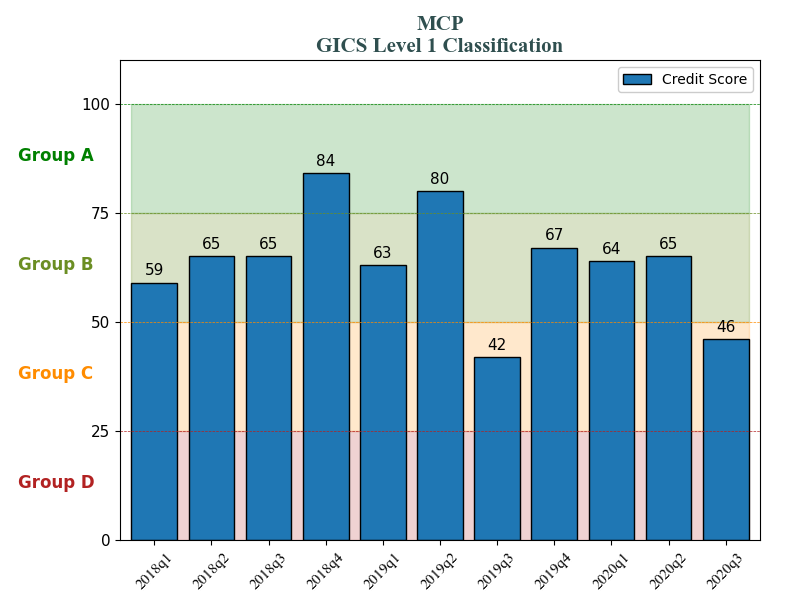 MCP
GICS Level 1 Classification
Credit Score
100
Group A
84
80
75
67
65
65
65
64
63
Group B
59
50
46
42
Group C
25
Group D
0
2018q1
2018q2
2018q3
2018q4
2019q1
2019q2
2019q3
2019q4
2020q1
2020q2
2020q3